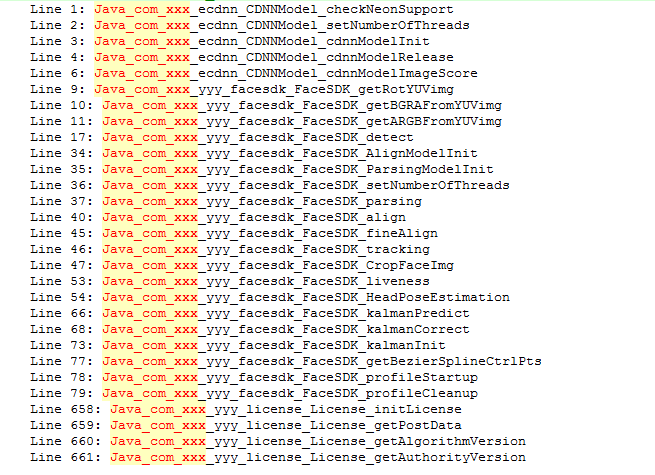 Line 1: Java_com_xxx_ecdnn_CDNNModel_checkNeonSupport
Line 2: Java_com_xxx_ecdnn_CDNNModel_setNumberOfThreads
Line 3: Java_com_xxx_ecdnn_CDNNModel_cdnnModelInit
Line 4: Java_com_xxx_ecdnn_CDNNModel_cdnnModelRelease
Line 6: Java_com_xxx_ecdnn_CDNNModel_cdnnModelImageScore
Line 9: Java_com_xxx_yyy_facesdk_FaceSDK_getRotYUVimg
Line 10: Java_com_xxx_yyy_facesdk_FaceSDK_getBGRAFromYUVimg
Line 11: Java_com_xxx_yyy_facesdk_FaceSDK_getARGBFromYUVimg
Line 17: Java_com_xxx_yyy_facesdk_FaceSDK_detect
Line 34: Java_com_xxx_yyy_facesdk_FaceSDK_AlignModelInit
Line 35: Java_com_xxx_yyy_facesdk_FaceSDK_ParsingModelInit
Line 36: Java_com_xxx_yyy_facesdk_FaceSDK_setNumberOfThreads
Line 37: Java_com_xxx_yyy_facesdk_FaceSDK_parsing
Line 40: Java_com_xxx_yyy_facesdk_FaceSDK_align
Line 45: Java_com_xxx_yyy_facesdk_FaceSDK_fineAlign
Line 46: Java_com_xxx_yyy_facesdk_FaceSDK_tracking
Line 47: Java_com_xxx_yyy_facesdk_FaceSDK_CropFaceImg
Line 53: Java_com_xxx_yyy_facesdk_FaceSDK_liveness
Line 54: Java_com_xxx_yyy_facesdk_FaceSDK_HeadPoseEstimation
Line 66: Java_com_xxx_yyy_facesdk_FaceSDK_kalmanPredict
Line 68: Java_com_xxx_yyy_facesdk_FaceSDK_kalmanCorrect
Line 73: Java_com_xxx_yyy_facesdk_FaceSDK_kalmanInit
Line 77: Java_com_xxx_yyy_facesdk_FaceSDK_getBezierSplineCtrlPts
Line 78: Java_com_xxx_yyy_facesdk_FaceSDK_profileStartup
Line 79: Java_com_xxx_yyy_facesdk_FaceSDK_profileCleanup
Line 658: Java_com_xxx_yyy_license_License_initLicense
Line 659: Java_com_xxx_yyy_license_License_getPostData
Line 660: Java_com_xxx_yyy_license_License_getAlgorithmVersion
Line 661: Java_com_xxx_yyy_license_License_getAuthorityVersion